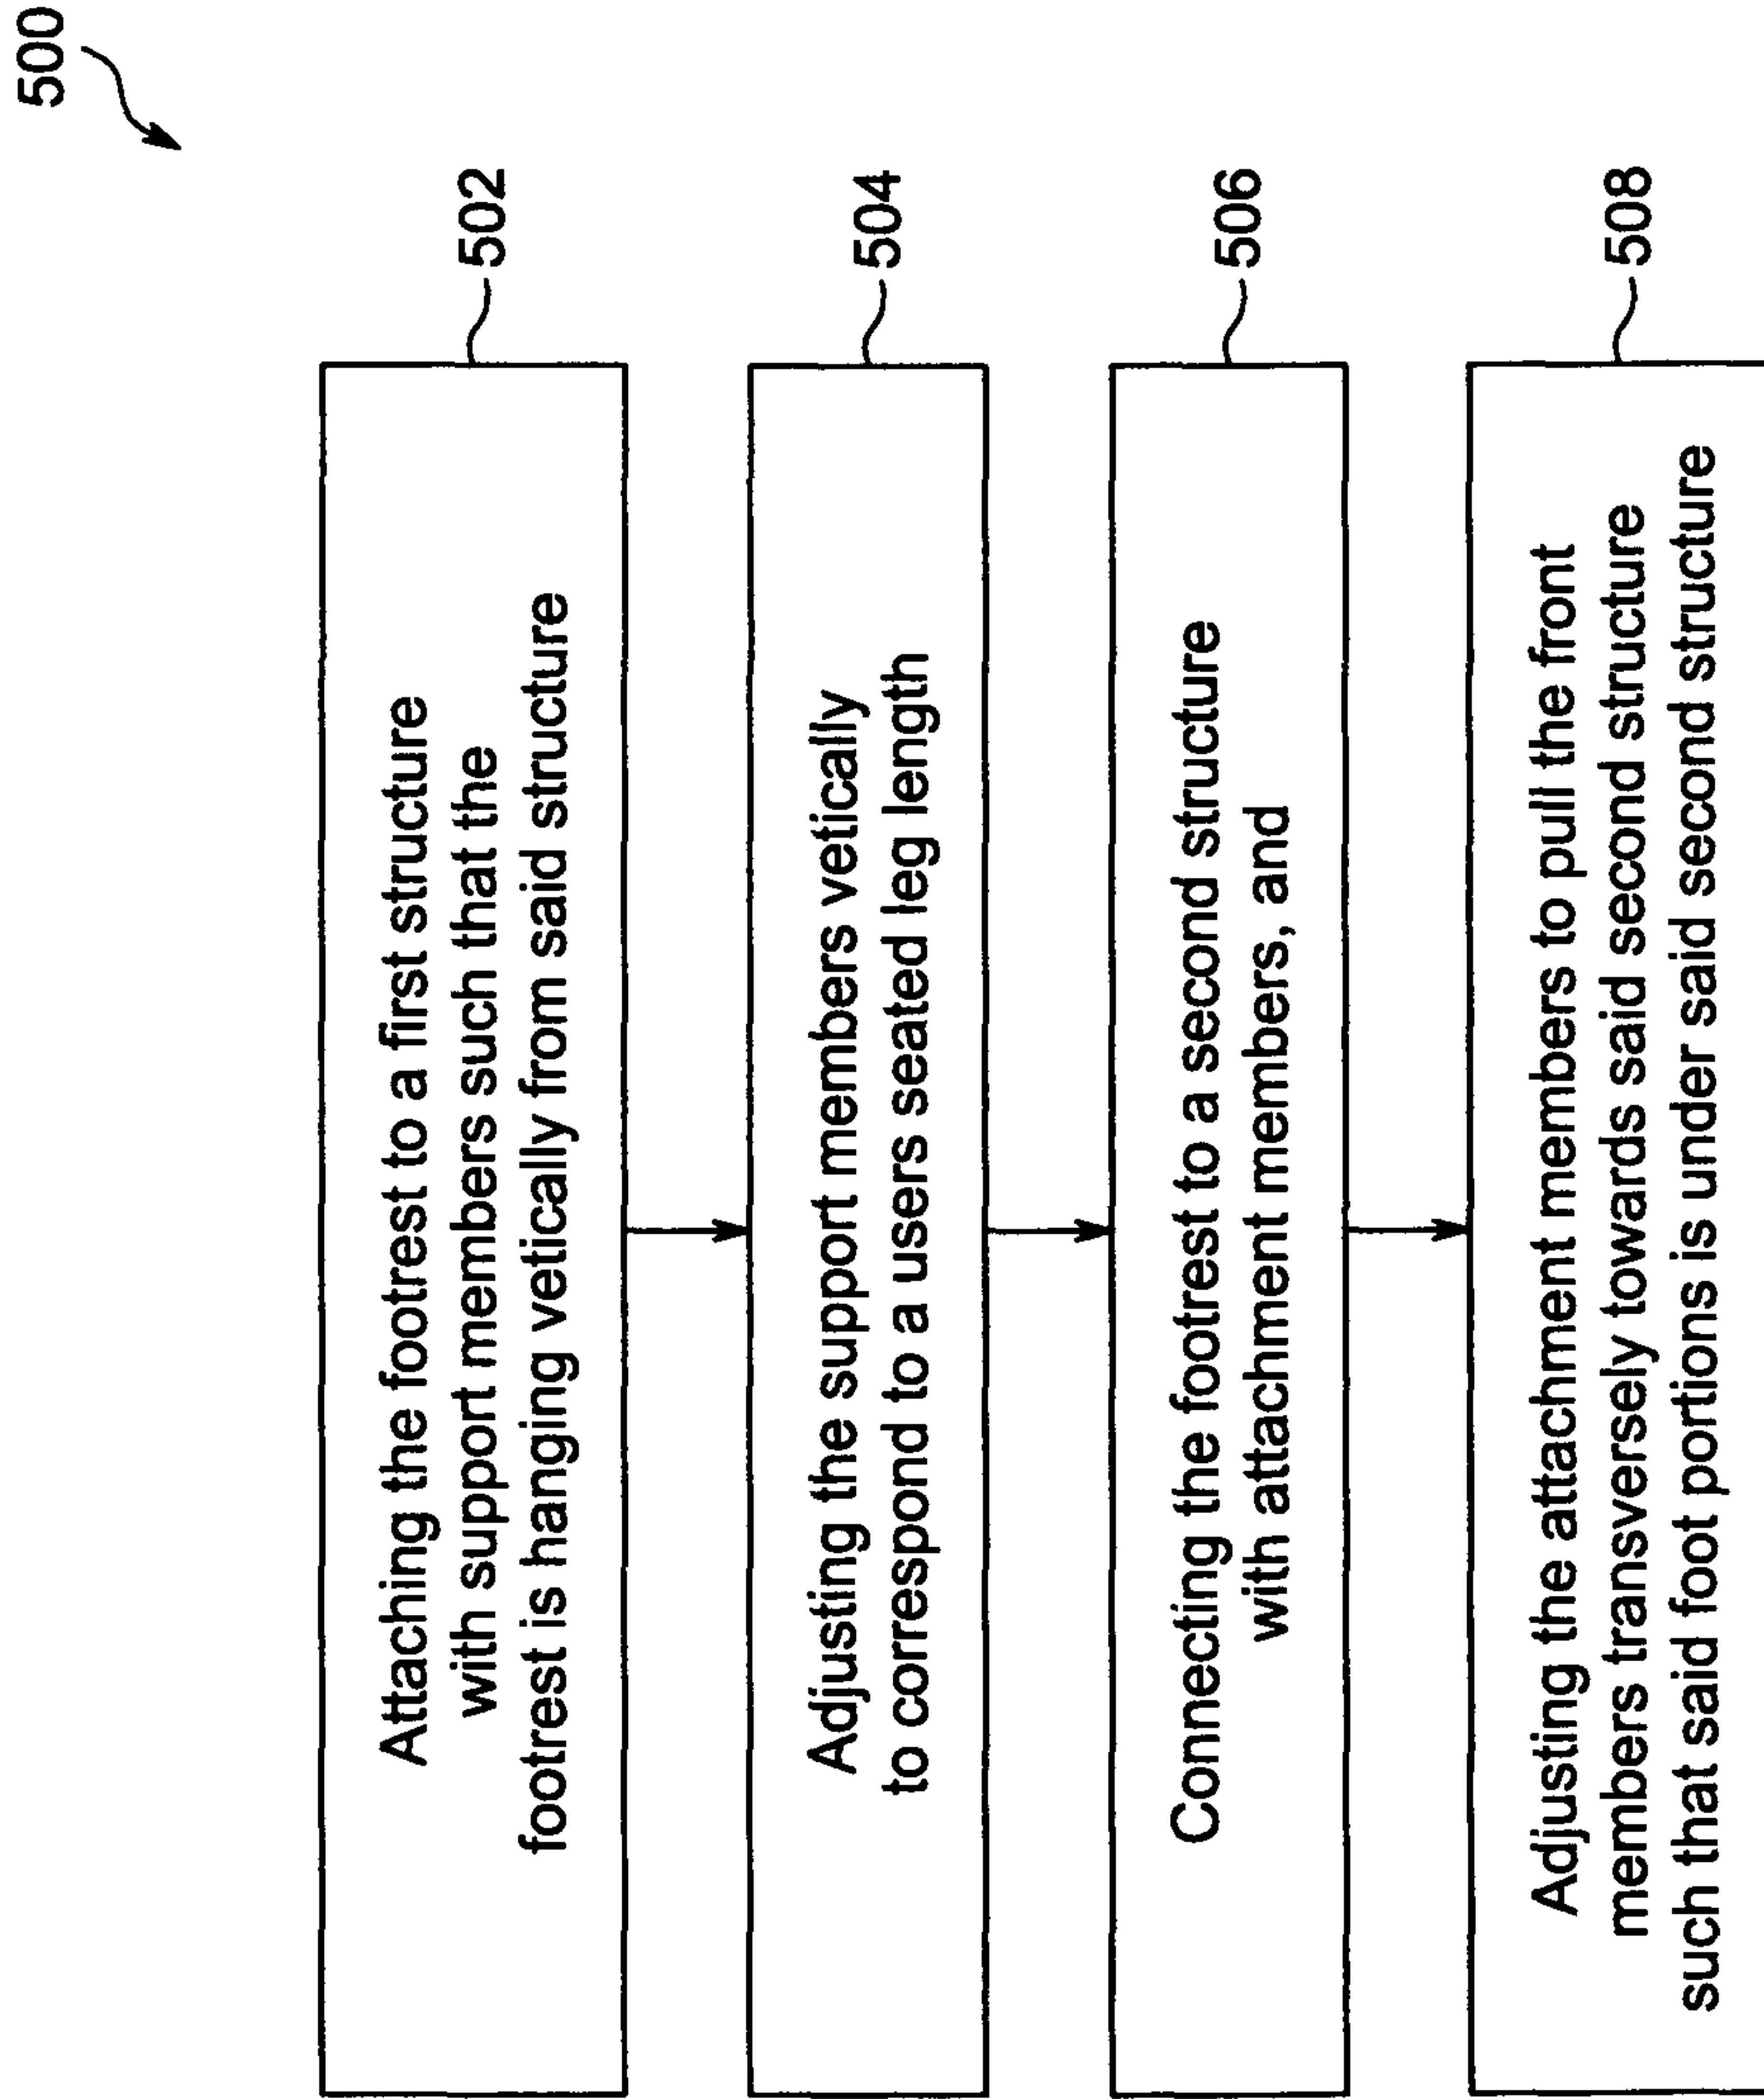 500
Attaching the footrest to a first structure
with support members such that the
footrest is hanging vetically from said structure
502
Adjusting the support members vetically
to correspond to a users seated leg length
504
Connecting the footrest to a second structure
with attachment members, and
506
Adjusting the attachment members to pull the front
members transversely towards said second structure
such that said foot portions is under said second structure
508